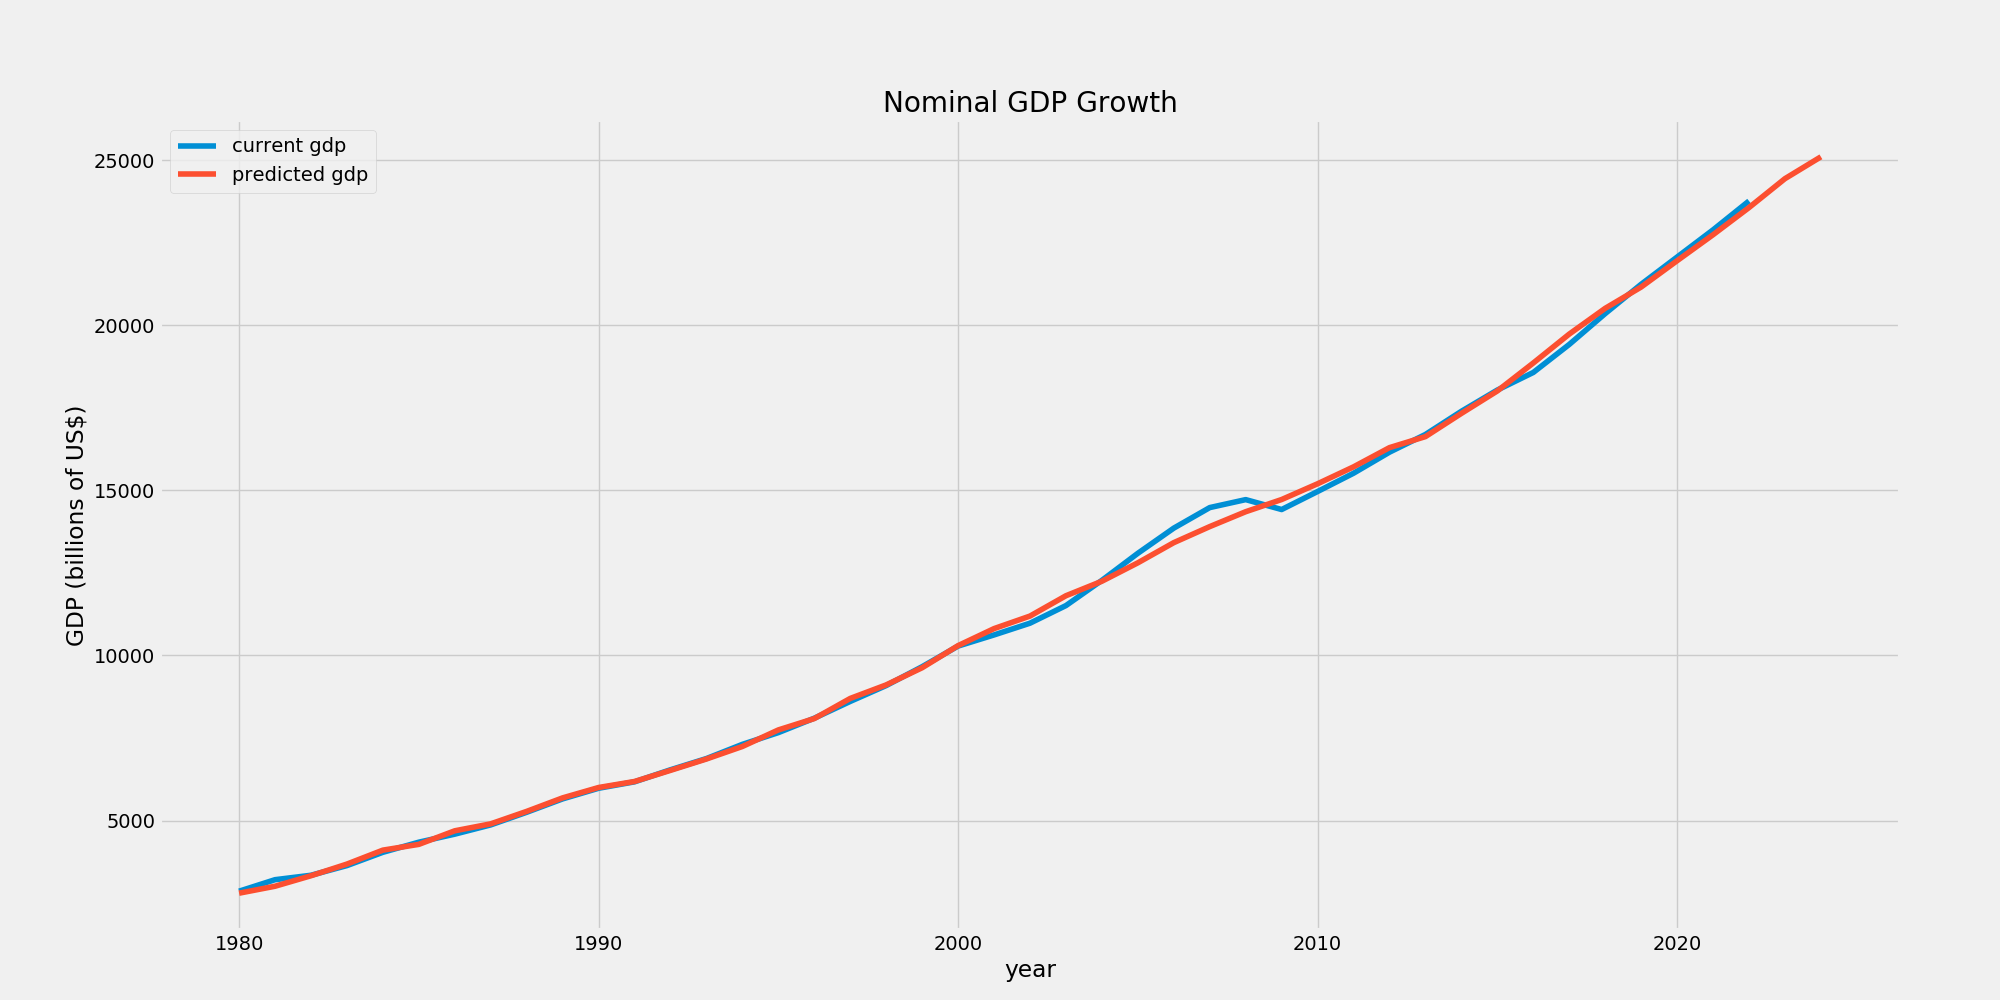 Nominal GDP Growth
current gdp
predicted gdp
25000
20000
15000
10000
5000
GDP (billions of US$)
1980
1990
2000
2010
2020
year